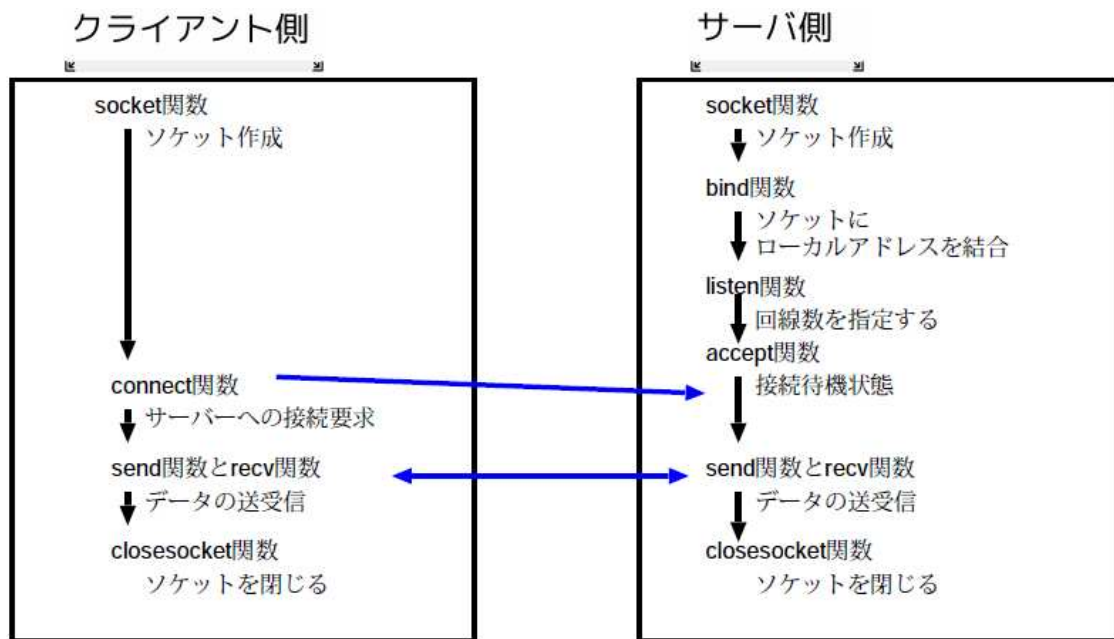 クライアント側
socket関数
ソケット作成
connect関数
サーバーへの接続要求
send関数とrecv関数
データの送受信
closesocket関数
ソケットを閉じる
サーバ側
socket関数
ソケット作成
bind関数
ソケットに
ローカルアドレスを結合
listen関数
回線数を指定する
accept関数
接続待機状態
send関数とrecv関数
データの送受信
closesocket関数
ソケットを閉じる